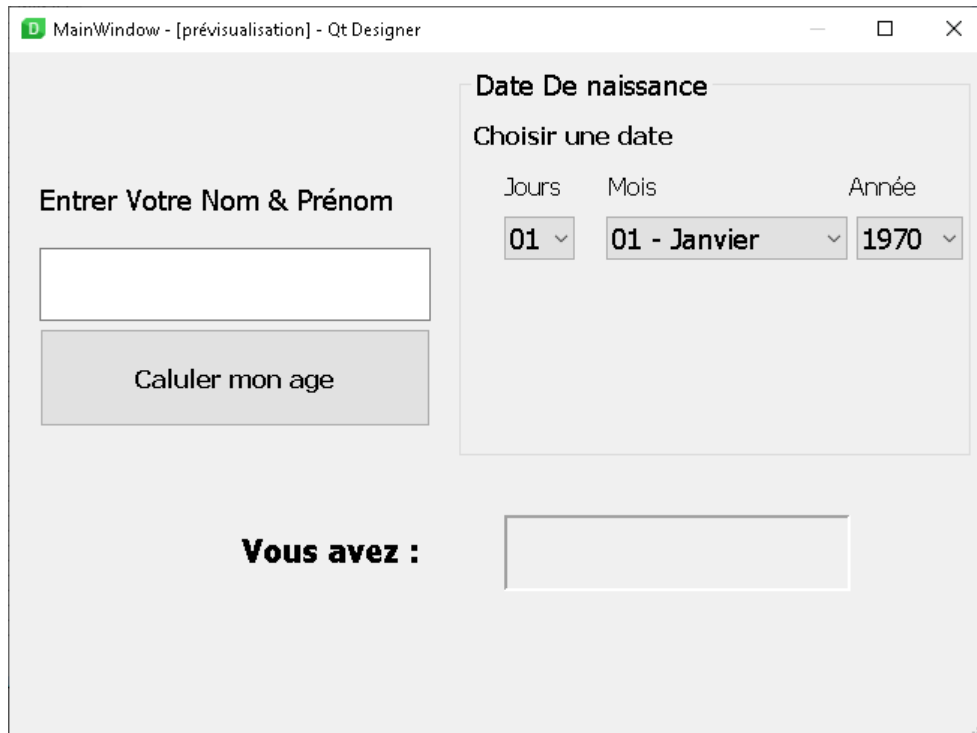 D MainWindow - [prévisualisation] - Qt Designer
Date De naissance
Choisir une date
Entrer Votre Nom & Prénom
Jours Mois Année
01 01 - Janvier 1970
Caluler mon age
Vous avez :